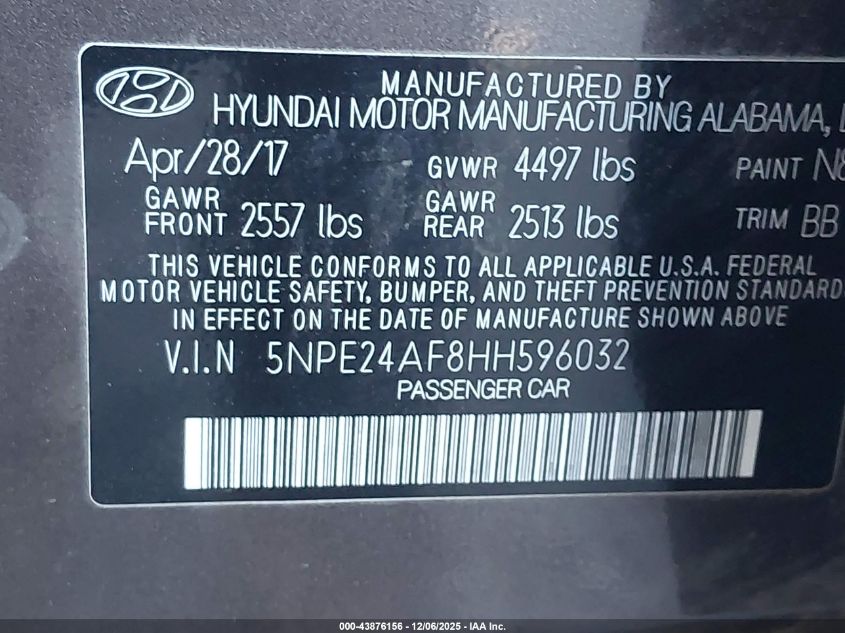 MANUFACTURED BY
HYUNDAI MOTOR MANUFACTURING ALABAMA,
Apr/28/17 GVWR 4497 lbs PAINT N8
GAWR FRONT 2557 lbs GAWR REAR 2513 lbs TRIM BB
THIS VEHICLE CONFORMS TO ALL APPLICABLE U.S.A. FEDERAL
MOTOR VEHICLE SAFETY, BUMPER, AND THEFT PREVENTION STANDARD
IN EFFECT ON THE DATE OF MANUFACTURE SHOWN ABOVE
V.I.N 5NPE24AF8HH596032
PASSENGER CAR
000-43876156 - 12/06/2025 - IAA Inc.